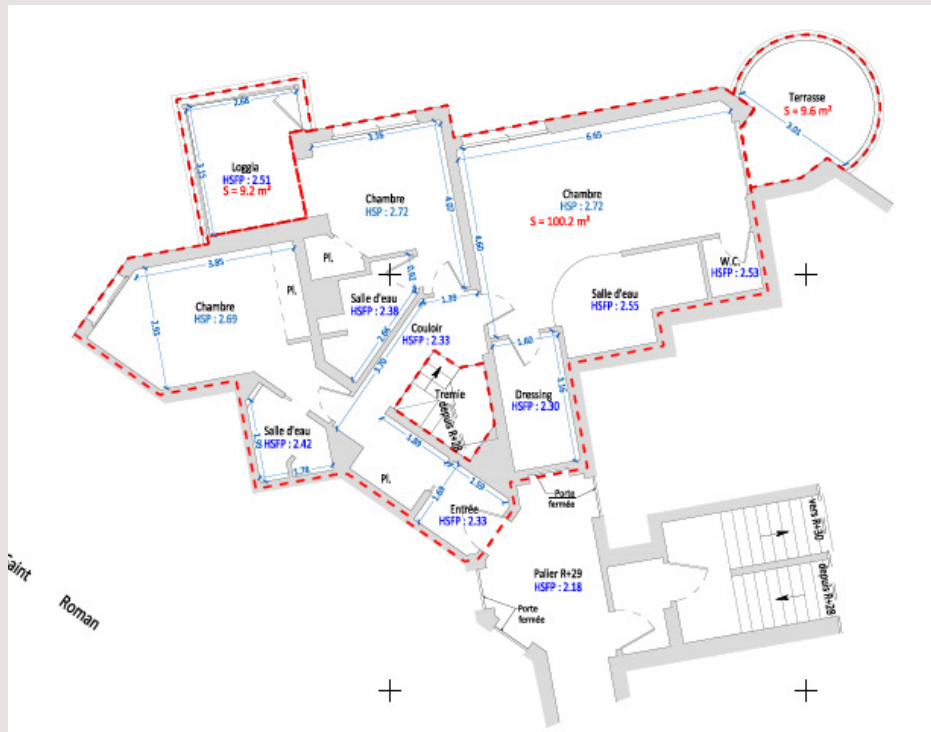 Terrasse
S = 9.6 m²
3.01
2.68
3.15
Loggia
HSFP : 2.51
S = 9.2 m²
3.36
Chambre
HSP : 2.72
4.07
6.65
Chambre
HSP : 2.72
S = 100.2 m²
4.60
W.C.
HSFP : 2.53
Pl.
3.85
Pl.
Chambre
HSP : 2.69
2.93
Salle d'eau
HSFP : 2.38
0.92
2.66
1.39
Couloir
HSFP : 2.33
3.70
Salle d'eau
HSFP : 2.55
1.60
Dressing
HSFP : 2.30
3.16
Tremie
depuis R+28
Salle d'eau
HSFP : 2.42
1.78
1.89
Pl.
1.69
1.59
Entrée
HSFP : 2.33
Porte
fermée
Palier R+29
HSFP : 2.18
Porte
fermée
vers R+30
depuis R+28
Saint
Roman